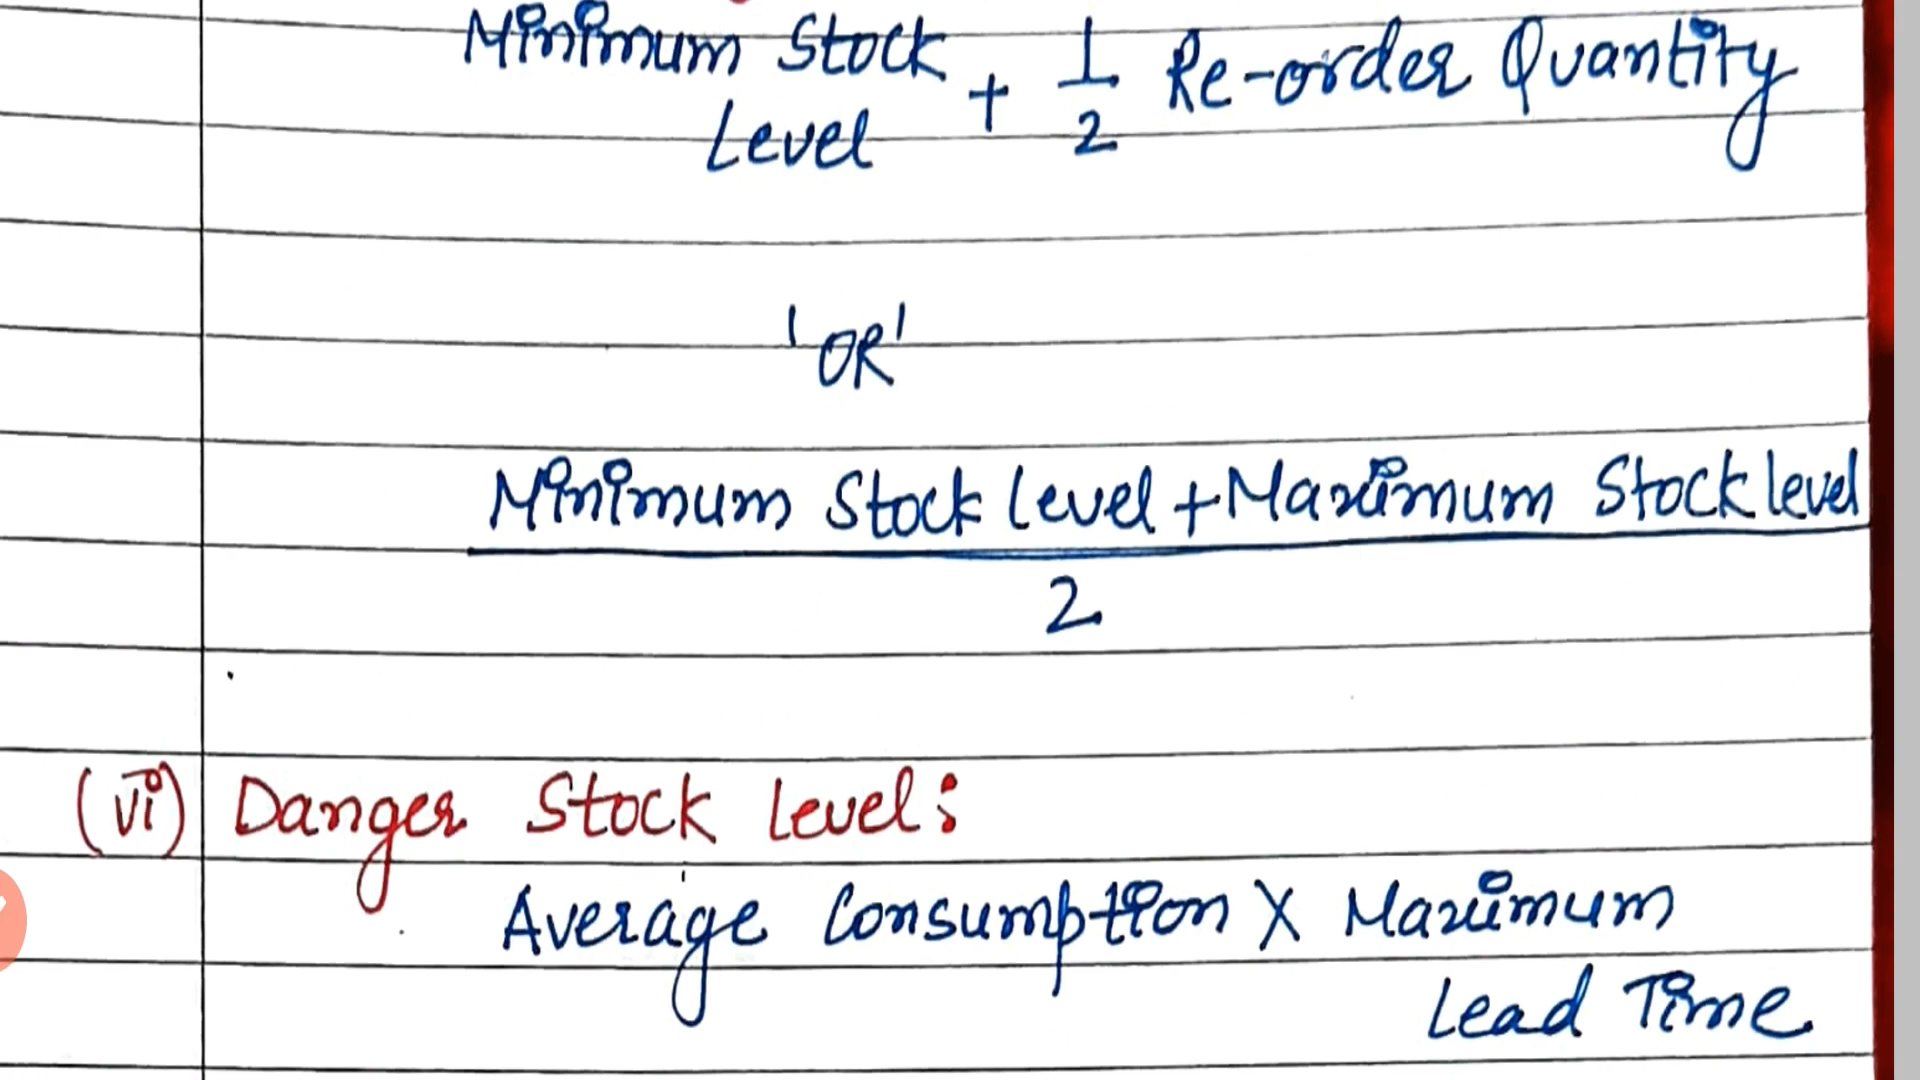 Minimum Stock
Level + 1/2 Re-order Quantity
'OR'
Minimum Stock Level + Maximum Stock level
2
(vi) Danger Stock Level:
Average Consumption X Maximum
Lead Time